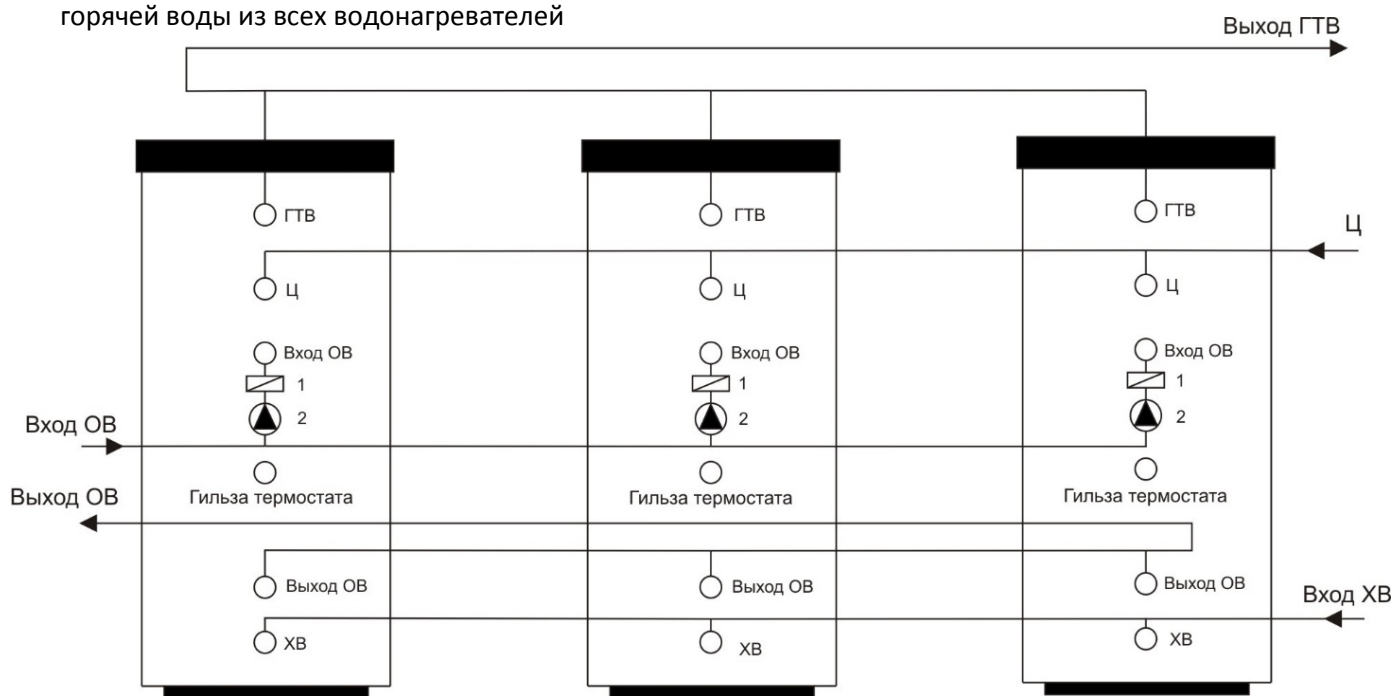 горячей воды из всех водонагревателей
Выход ГТВ
ГТВ
ГТВ
ГТВ
Ц
Ц
Ц
Ц
Вход ОВ
Вход ОВ
Вход ОВ
1
1
1
2
2
2
Вход ОВ
Гильза термостата
Гильза термостата
Гильза термостата
Выход ОВ
Выход ОВ
Выход ОВ
Выход ОВ
Вход ХВ
ХВ
ХВ
ХВ